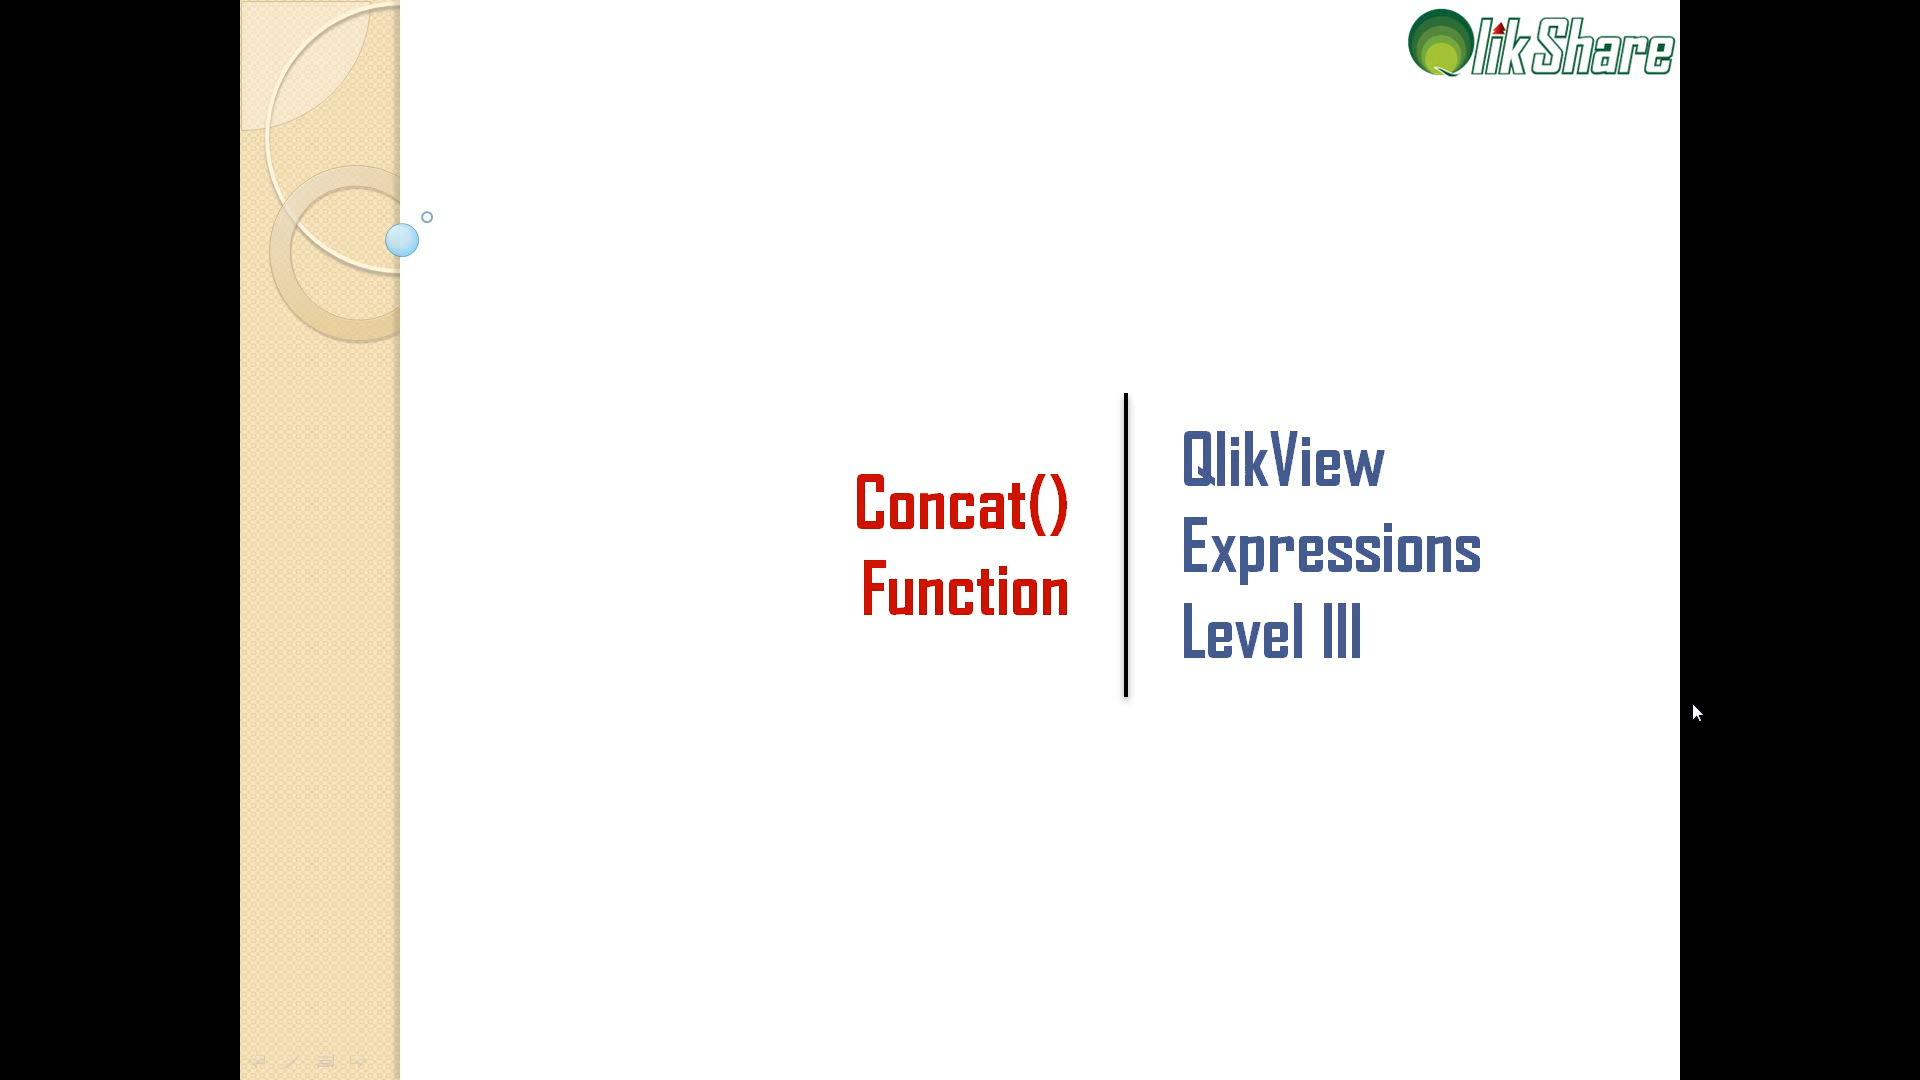 QlikShare
Concat()
Function
QlikView
Expressions
Level III